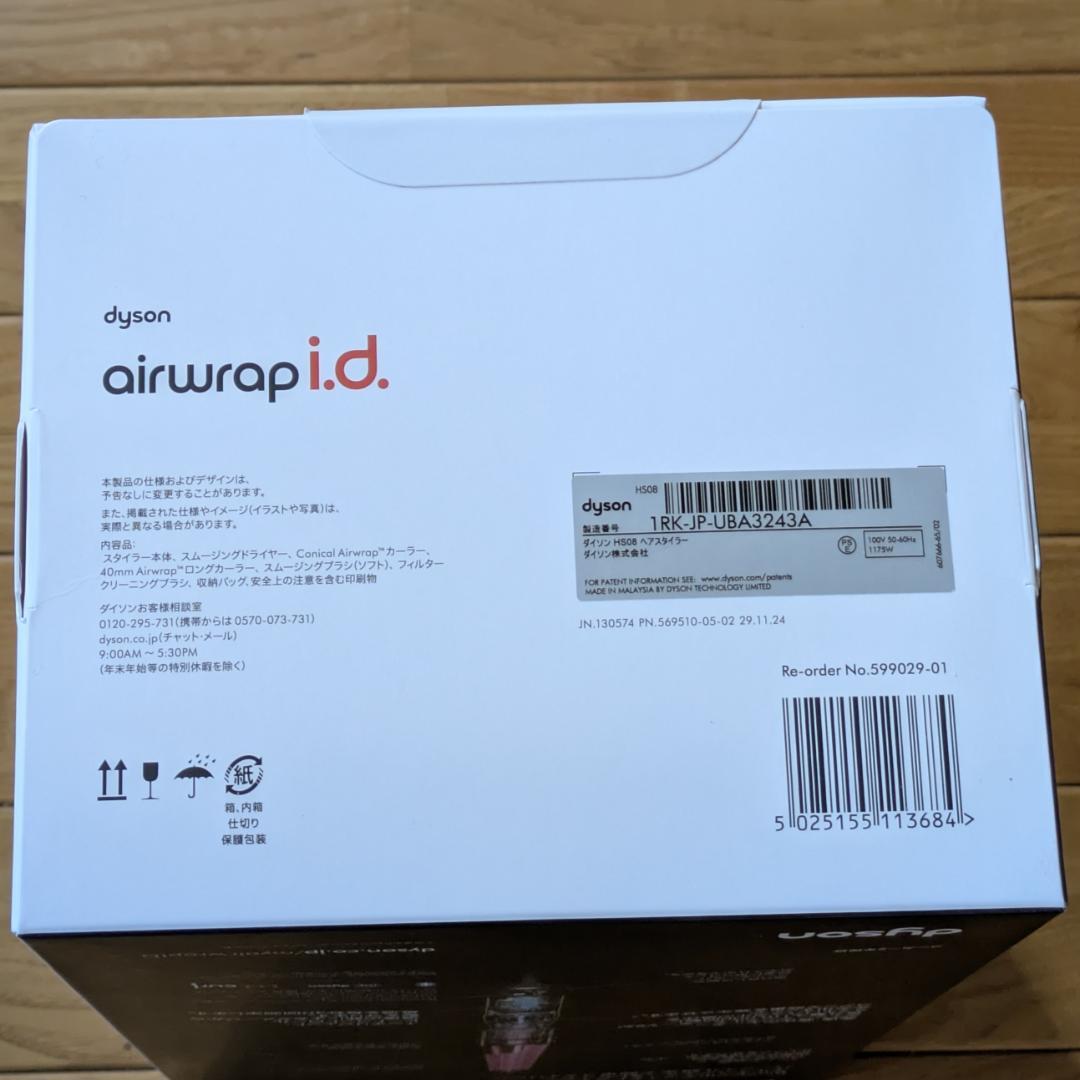 dyson
airwrap i.d.
本製品の仕様およびデザインは、
予告なしに変更することがあります。
また、掲載された仕様やイメージ(イラストや写真)は、
実際と異なる場合があります。
内容品:
スタイラー本体、スムージングドライヤー、Conical Airwrap™カーラー、
40mm Airwrap™ロングカーラー、スムージングブラシ(ソフト)、フィルター
クリーニングブラシ、収納バッグ、安全上の注意を含む印刷物
ダイソンお客様相談室
0120-295-731(携帯からは 0570-073-731)
dyson.co.jp(チャット・メール)
9:00AM ～ 5:30PM
(年末年始等の特別休暇を除く)
紙
箱、内箱
仕切り
保護包装
dyson HS08
製造番号 1RK-JP-UBA3243A
ダイソン HS08 ヘアスタイラー
ダイソン株式会社
PS E
100V 50-60Hz
1175W
607666-65/02
FOR PATENT INFORMATION SEE: www.dyson.com/patents
MADE IN MALAYSIA BY DYSON TECHNOLOGY LIMITED
JN.130574 PN.569510-05-02 29.11.24
Re-order No.599029-01
5 025155 113684 >
dyson